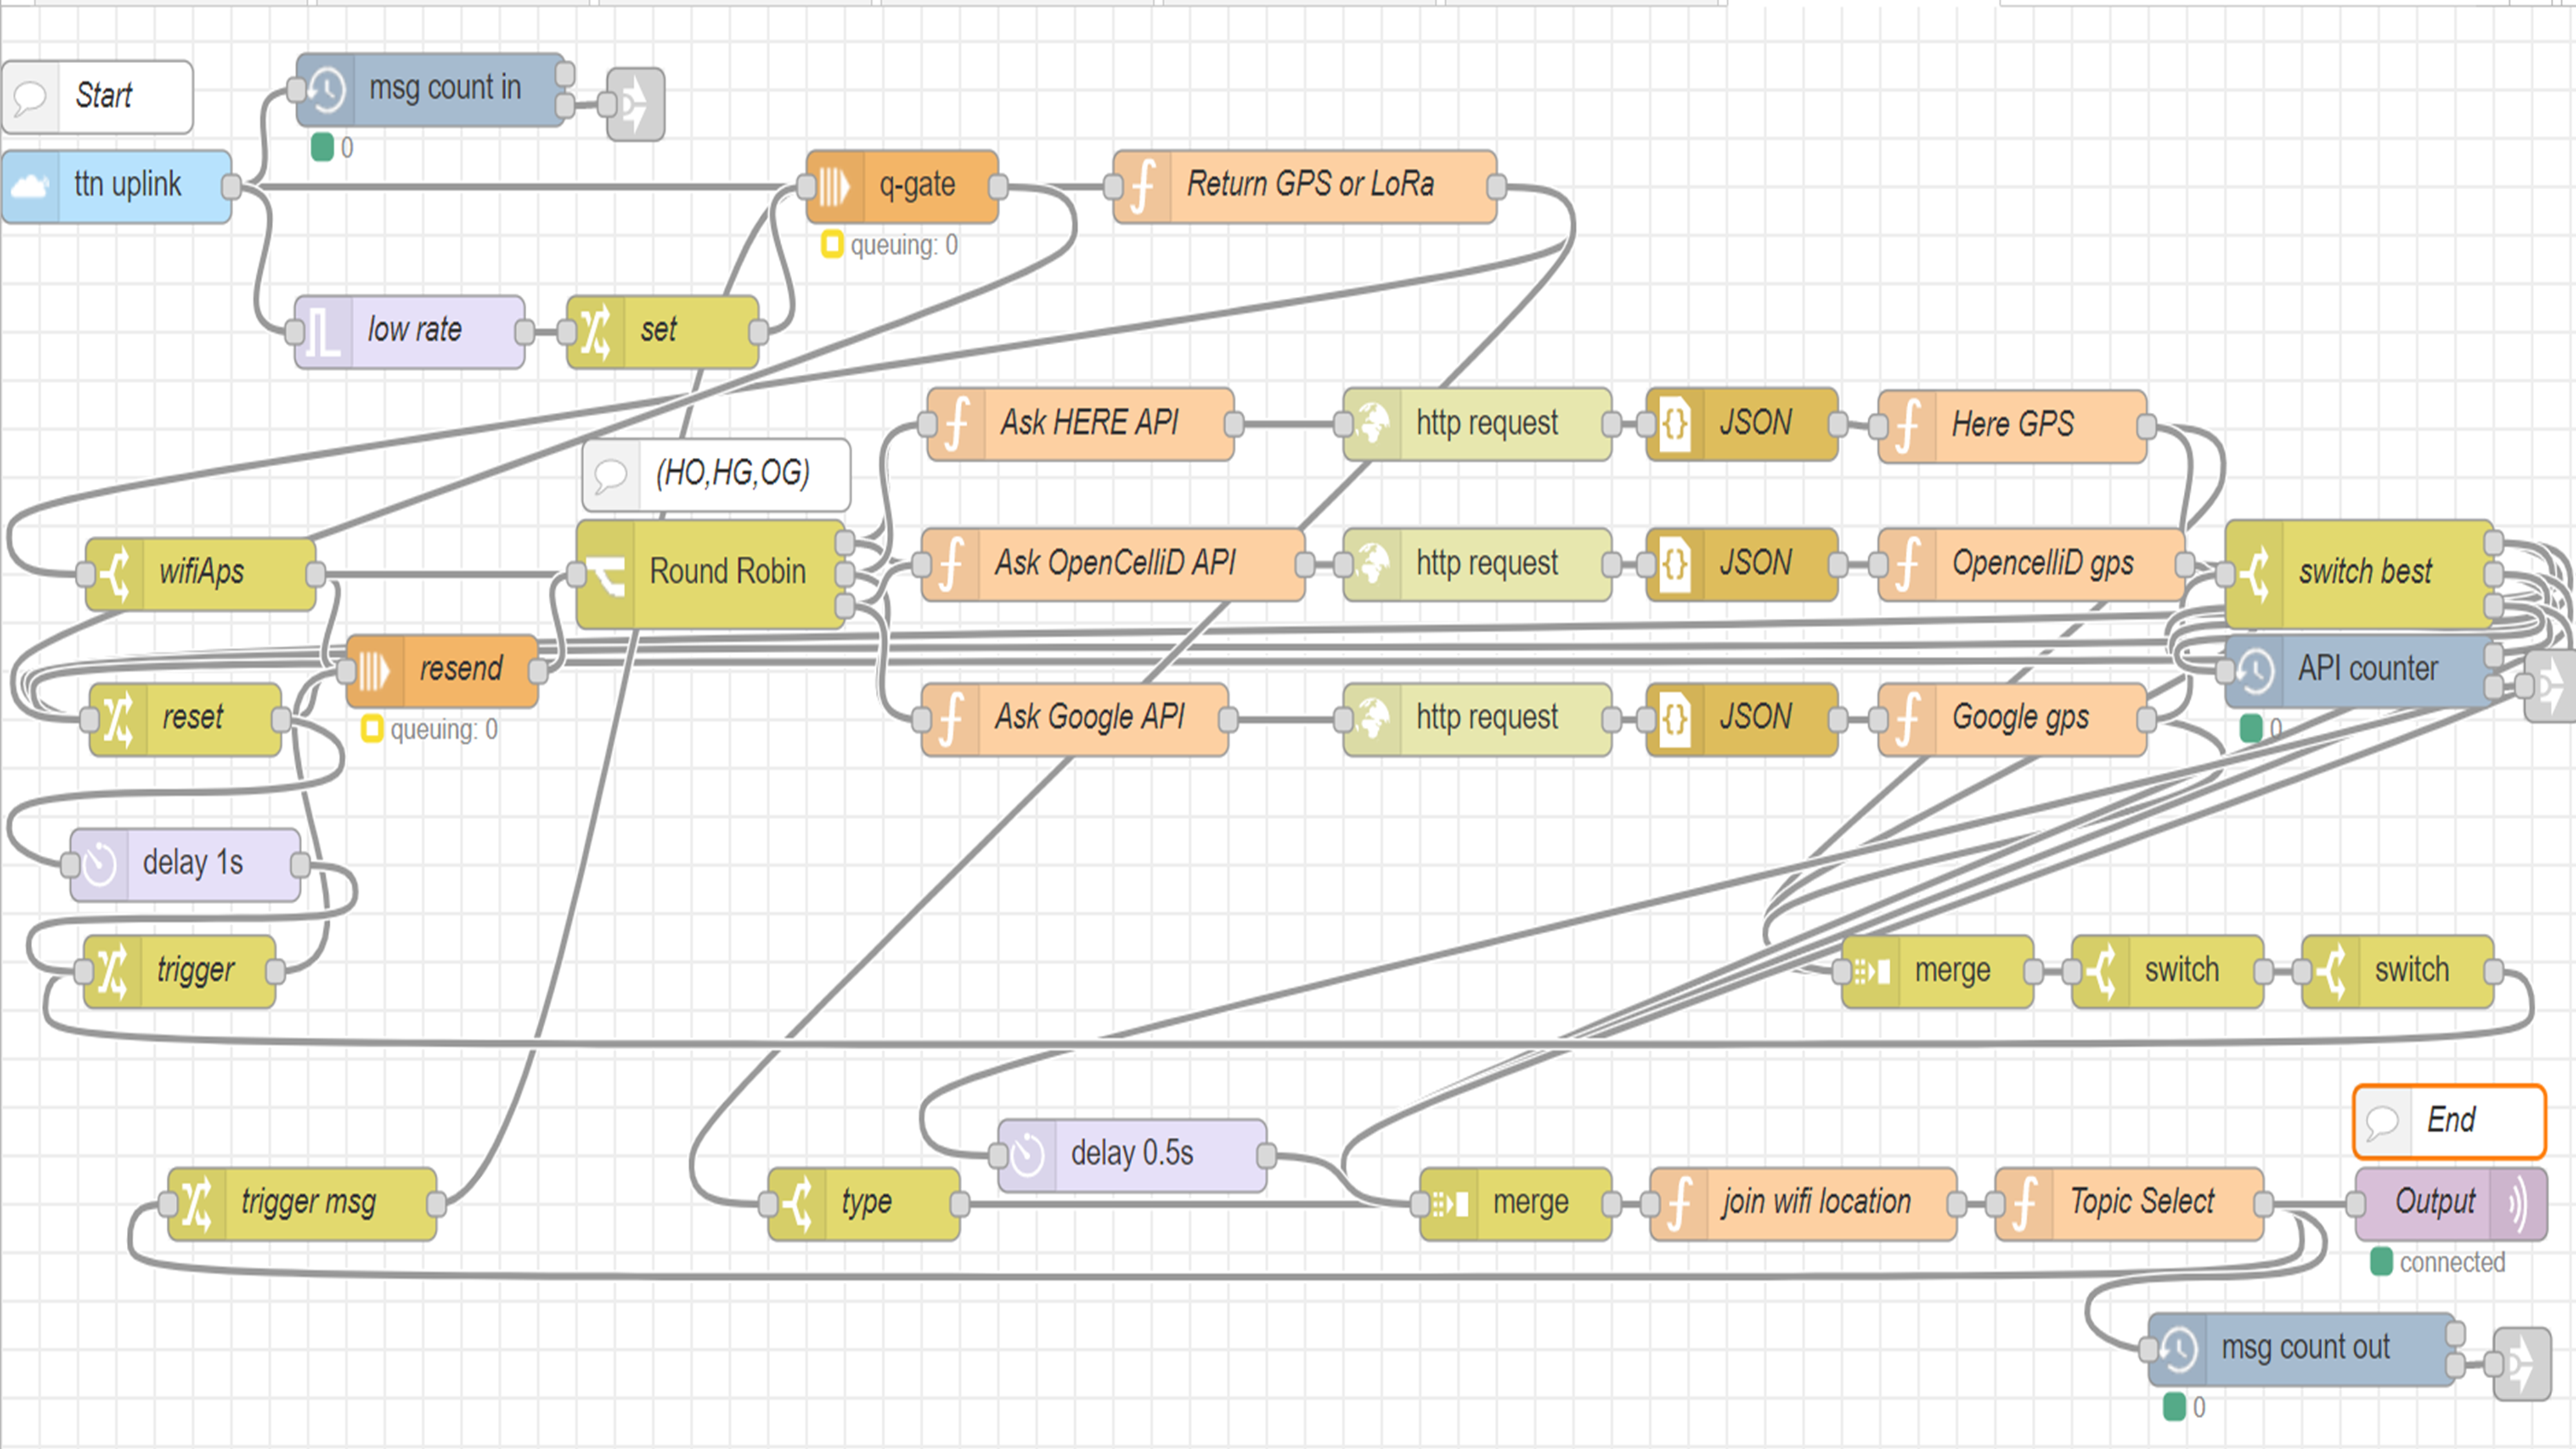 Start
msg count in
0
ttn uplink
q-gate
queuing: 0
Return GPS or LoRa
low rate
set
Ask HERE API
http request
JSON
Here GPS
(HO,HG,OG)
wifiAps
Round Robin
Ask OpenCelliD API
http request
JSON
OpencelliD gps
switch best
resend
queuing: 0
API counter
0
reset
Ask Google API
http request
JSON
Google gps
delay 1s
trigger
merge
switch
switch
End
delay 0.5s
trigger msg
type
merge
join wifi location
Topic Select
Output
connected
msg count out
0